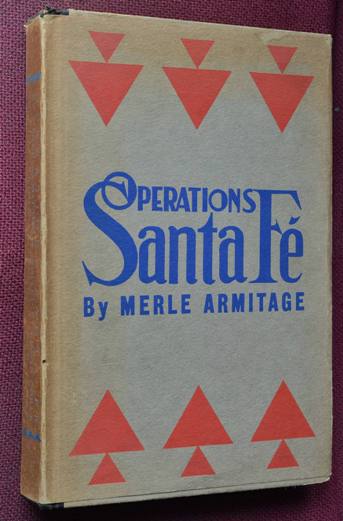 OPERATIONS
Santa Fé
By MERLE ARMITAGE